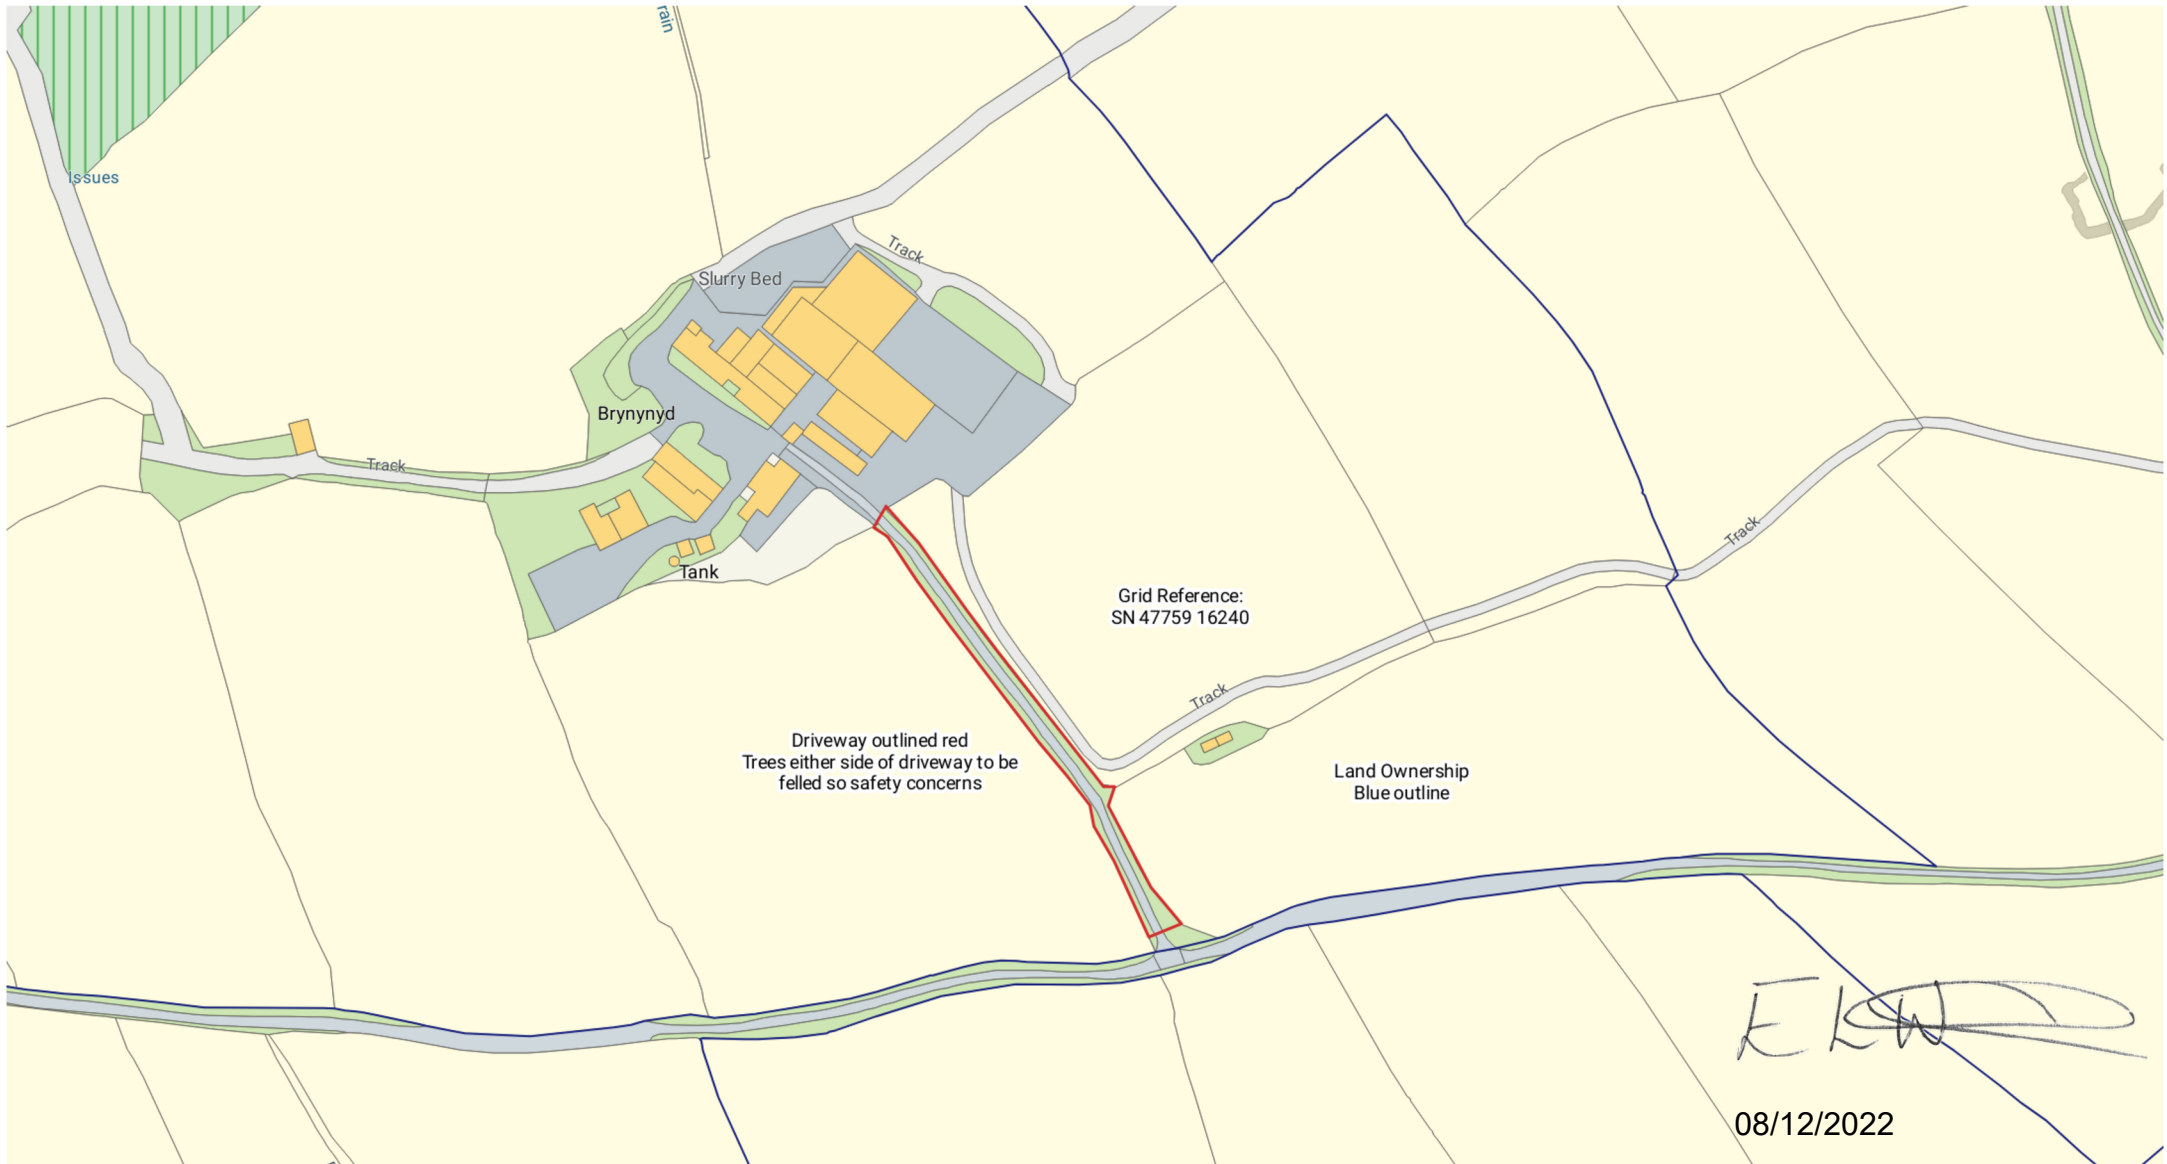 rain
Issues
Track
Slurry Bed
Brynynyd
Track
Track
Tank
Grid Reference:
SN 47759 16240
Track
Driveway outlined red
Trees either side of driveway to be
felled so safety concerns
Land Ownership
Blue outline
08/12/2022